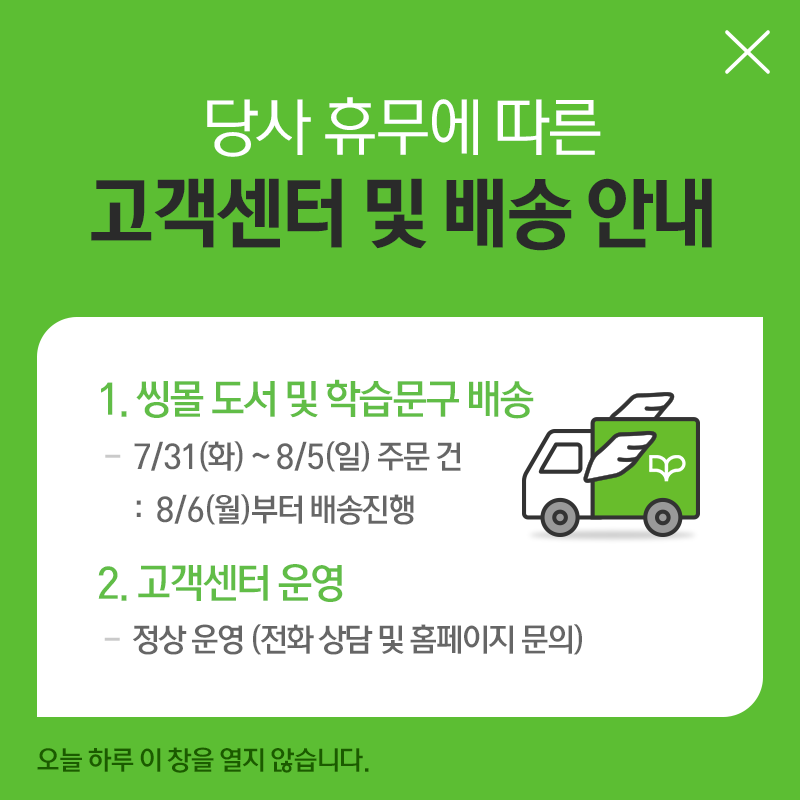 당사 휴무에 따른
고객센터 및 배송 안내
1. 씽몰 도서 및 학습문구 배송
- 7/31(화) ~ 8/5(일) 주문 건
: 8/6(월)부터 배송진행
2. 고객센터 운영
- 정상 운영 (전화 상담 및 홈페이지 문의)
오늘 하루 이 창을 열지 않습니다.